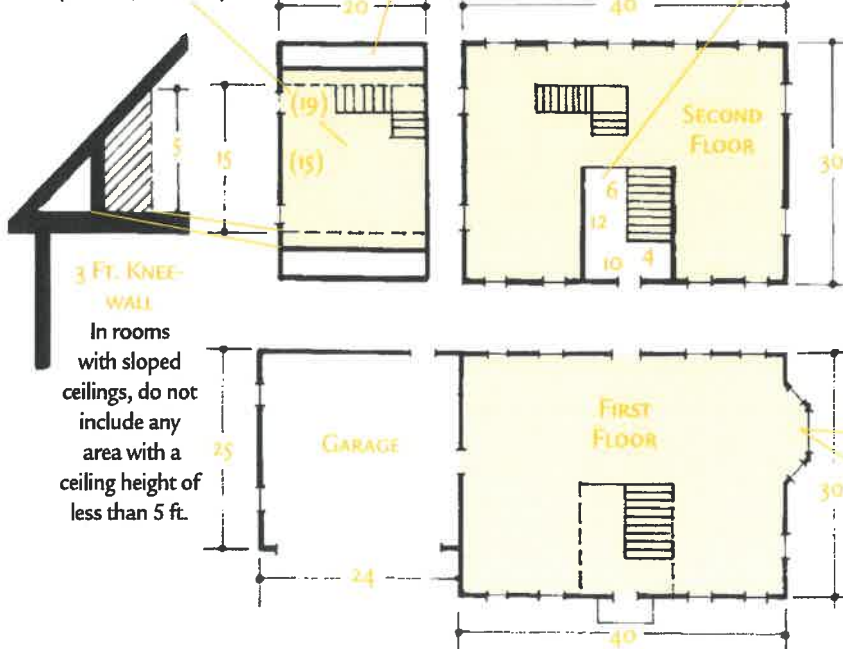 20
40
(19)
(15)
5
15
SECOND
FLOOR
30
6
12
10
4
3 FT. KNEE-
WALL
In rooms
with sloped
ceilings, do not
include any
area with a
ceiling height of
less than 5 ft.
25
GARAGE
FIRST
FLOOR
30
24
40